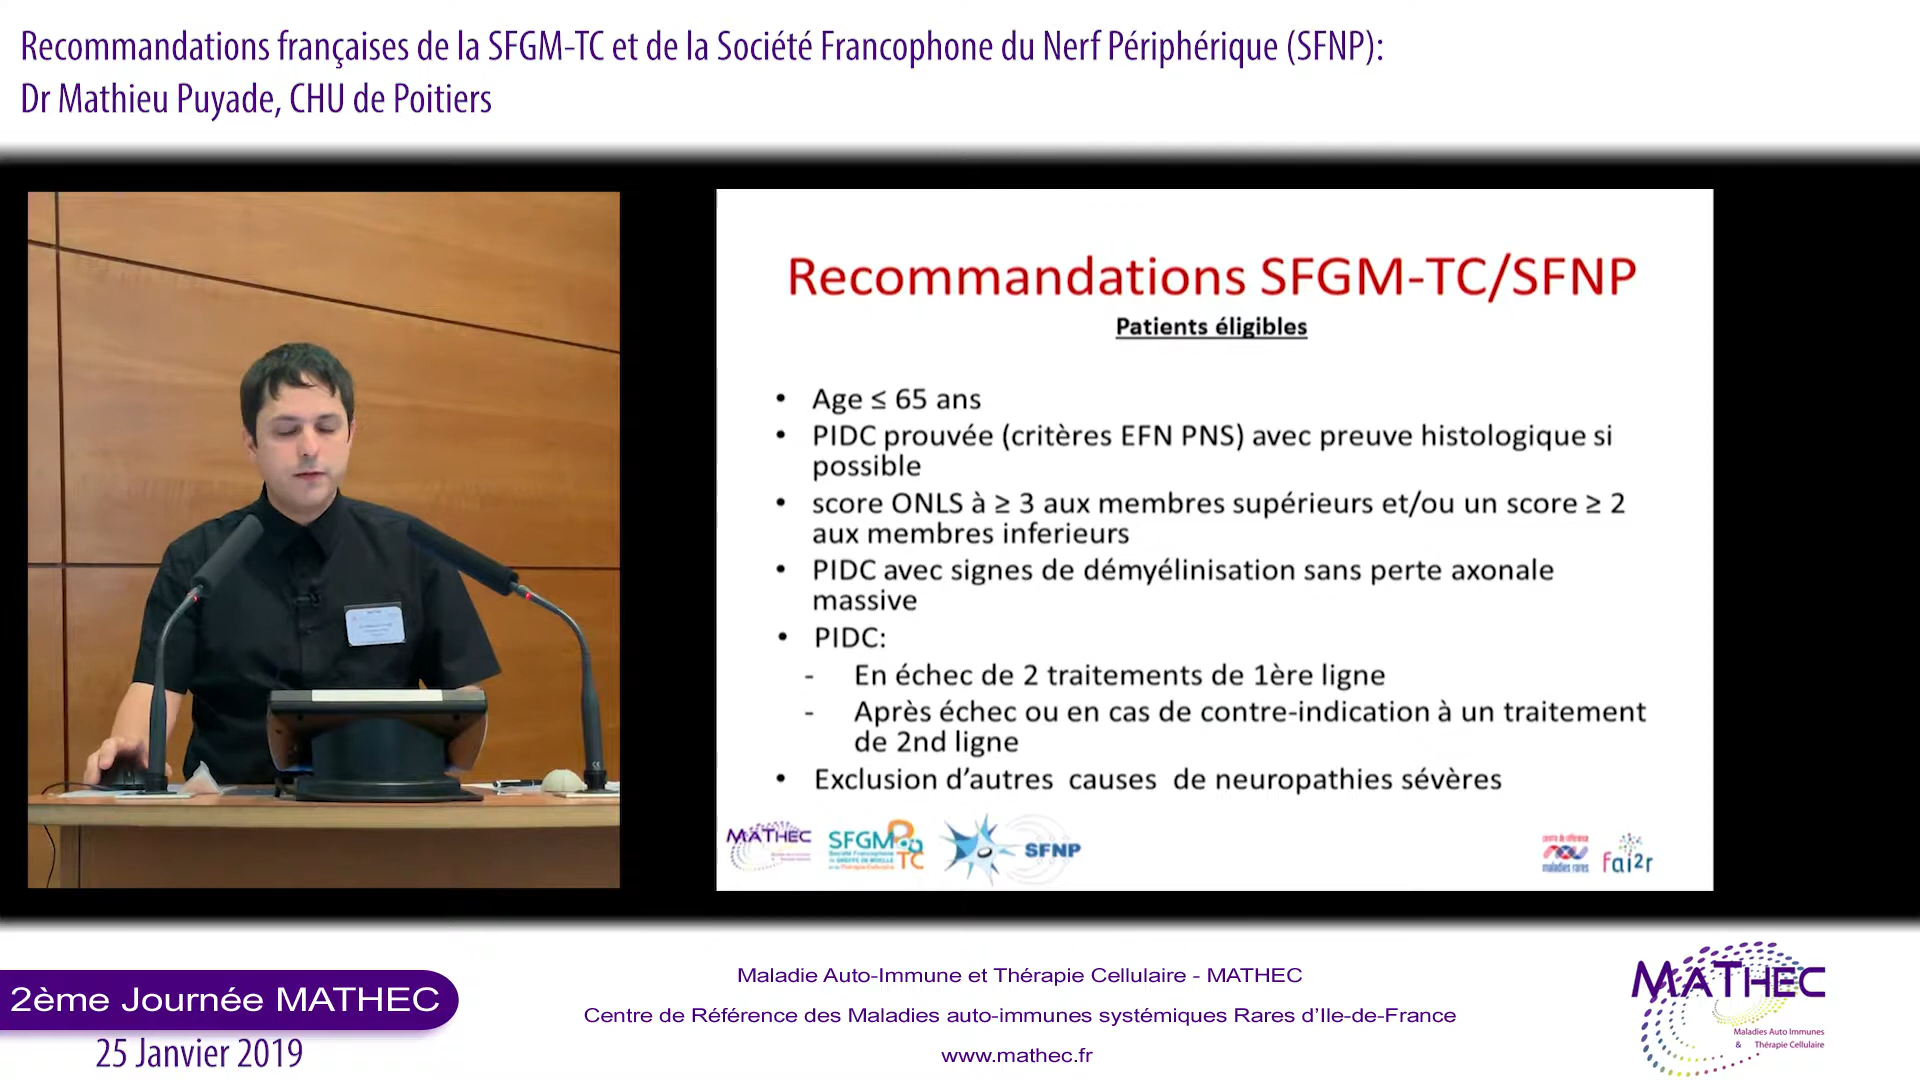 Recommandations françaises de la SFGM-TC et de la Société Francophone du Nerf Périphérique (SFNP):
Dr Mathieu Puyade, CHU de Poitiers
Recommandations SFGM-TC/SFNP
Patients éligibles
• Age ≤ 65 ans
• PIDC prouvée (critères EFN PNS) avec preuve histologique si
possible
• score ONLS à ≥ 3 aux membres supérieurs et/ou un score ≥ 2
aux membres inferieurs
• PIDC avec signes de démyélinisation sans perte axonale
massive
• PIDC:
- En échec de 2 traitements de 1ère ligne
- Après échec ou en cas de contre-indication à un traitement
de 2nd ligne
• Exclusion d'autres causes de neuropathies sévères
MATHEC
SFGM
TC
SFNP
centre de référence
maladies rares
fai2r
2ème Journée MATHEC
25 Janvier 2019
Maladie Auto-Immune et Thérapie Cellulaire - MATHEC
Centre de Référence des Maladies auto-immunes systémiques Rares d'Ile-de-France
www.mathec.fr
MATHEC
Maladies Auto Immunes
& Thérapie Cellulaire